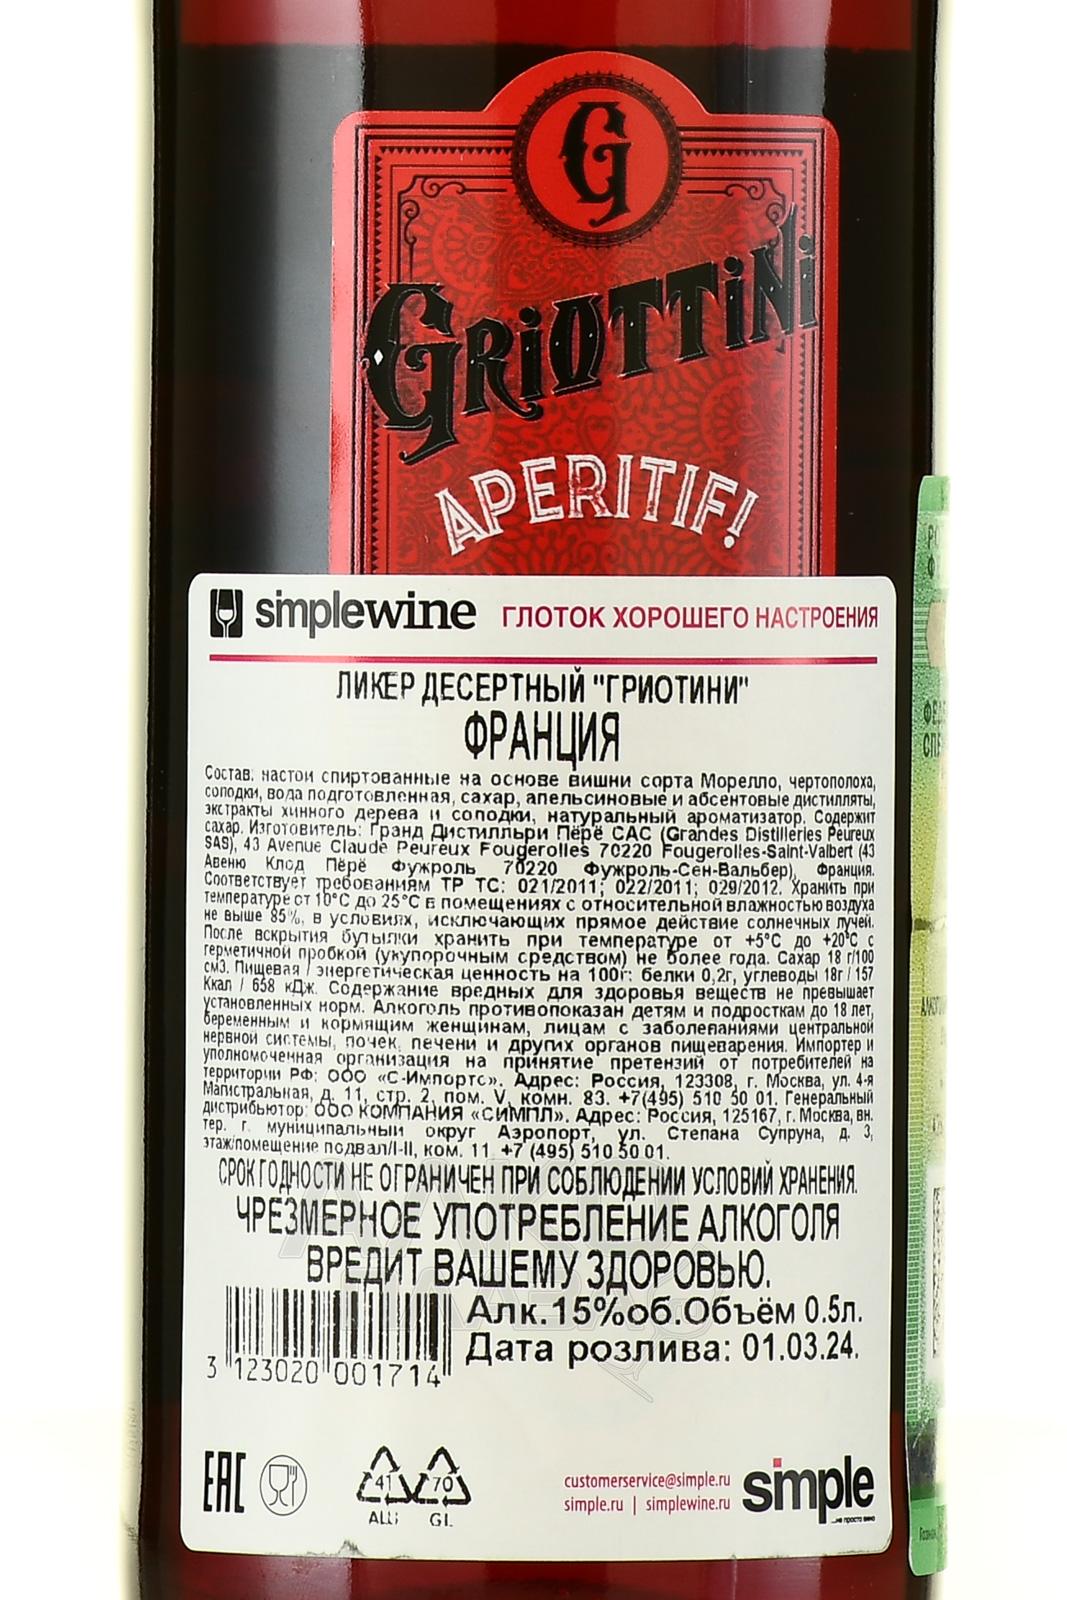 G
GRiOTTiNi
APERITIF!
simplewine ГЛОТОК ХОРОШЕГО НАСТРОЕНИЯ
ЛИКЕР ДЕСЕРТНЫЙ "ГРИОТИНИ"
ФРАНЦИЯ
Состав: настои спиртованные на основе вишни сорта Морелло, чертополоха,
солодки, вода подготовленная, сахар, апельсиновые и абсентовые дистилляты,
экстракты хинного дерева и солодки, натуральный ароматизатор. Содержит
сахар. Изготовитель: Грэнд Дистилльри Пёрё САС (Grandes Distilleries Peureux
SAS), 43 Avenue Claude Peureux Fougerolles 70220 Fougerolles-Saint-Valbert (43
Авеню Клод Пёрё Фужроль 70220 Фужроль-Сен-Вальбер), Франция.
Соответствует требованиям ТР ТС: 021/2011; 022/2011; 029/2012. Хранить при
температуре от 10°С до 25°С в помещениях с относительной влажностью воздуха
не выше 85%, в условиях, исключающих прямое действие солнечных лучей.
После вскрытия бутылки хранить при температуре от +5°С до +20°С с
герметичной пробкой (укупорочным средством) не более года. Сахар 18 г/100
см3. Пищевая / энергетическая ценность на 100г: белки 0,2г, углеводы 18г / 157
Ккал / 658 кДж. Содержание вредных для здоровья веществ не превышает
установленных норм. Алкоголь противопоказан детям и подросткам до 18 лет,
беременным и кормящим женщинам, лицам с заболеваниями центральной
нервной системы, почек, печени и других органов пищеварения. Импортер и
уполномоченная организация на принятие претензий от потребителей на
территории РФ: ООО «С-Импортс». Адрес: Россия, 123308, г. Москва, ул. 4-я
Магистральная, д. 11, стр. 2, пом. V, комн. 83. +7(495) 510 50 01. Генеральный
дистрибьютор: ООО КОМПАНИЯ «СИМПЛ». Адрес: Россия, 125167, г. Москва, вн.
тер. г. муниципальный округ Аэропорт, ул. Степана Супруна, д. 3,
этаж/помещение подвал/I-II, ком. 11, +7 (495) 510 50 01.
СРОК ГОДНОСТИ НЕ ОГРАНИЧЕН ПРИ СОБЛЮДЕНИИ УСЛОВИЙ ХРАНЕНИЯ.
ЧРЕЗМЕРНОЕ УПОТРЕБЛЕНИЕ АЛКОГОЛЯ
ВРЕДИТ ВАШЕМУ ЗДОРОВЬЮ.
Алк.15%об.Объём 0.5л.
Дата розлива: 01.03.24.
3 123020 001714
EAC
41 70
ALU GL
customerservice@simple.ru
simple.ru | simplewine.ru
simple
...не просто вино